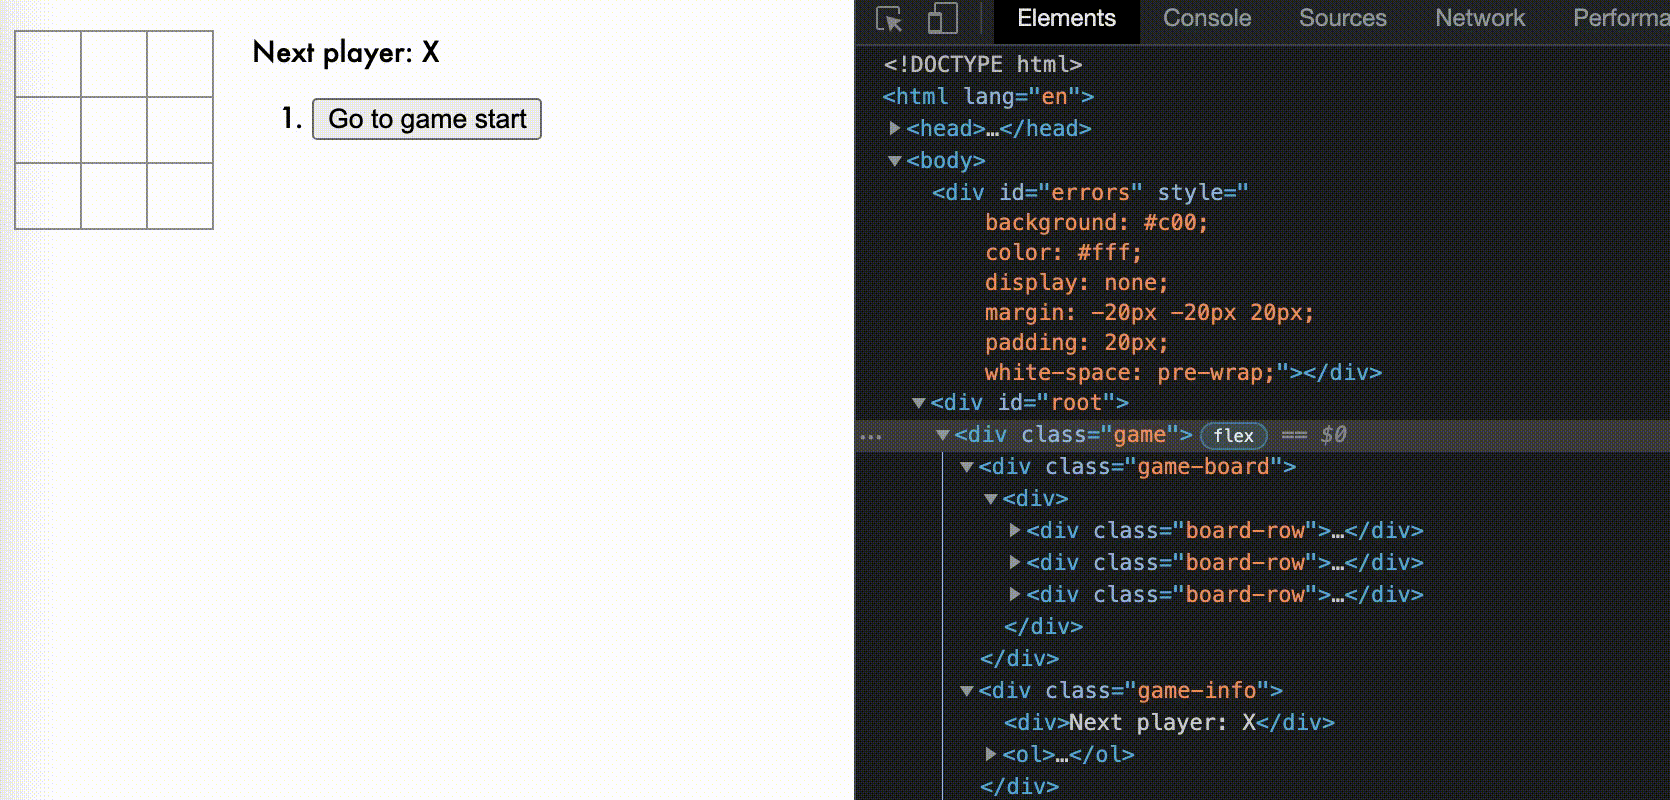 Next player: X
1. Go to game start
Elements Console Sources Network Performa
<!DOCTYPE html>
<html lang="en">
<head>…</head>
<body>
<div id="errors" style="
background: #c00;
color: #fff;
display: none;
margin: -20px -20px 20px;
padding: 20px;
white-space: pre-wrap;"></div>
<div id="root">
… <div class="game"> flex == $0
<div class="game-board">
<div>
<div class="board-row">…</div>
<div class="board-row">…</div>
<div class="board-row">…</div>
</div>
</div>
<div class="game-info">
<div>Next player: X</div>
<ol>…</ol>
</div>